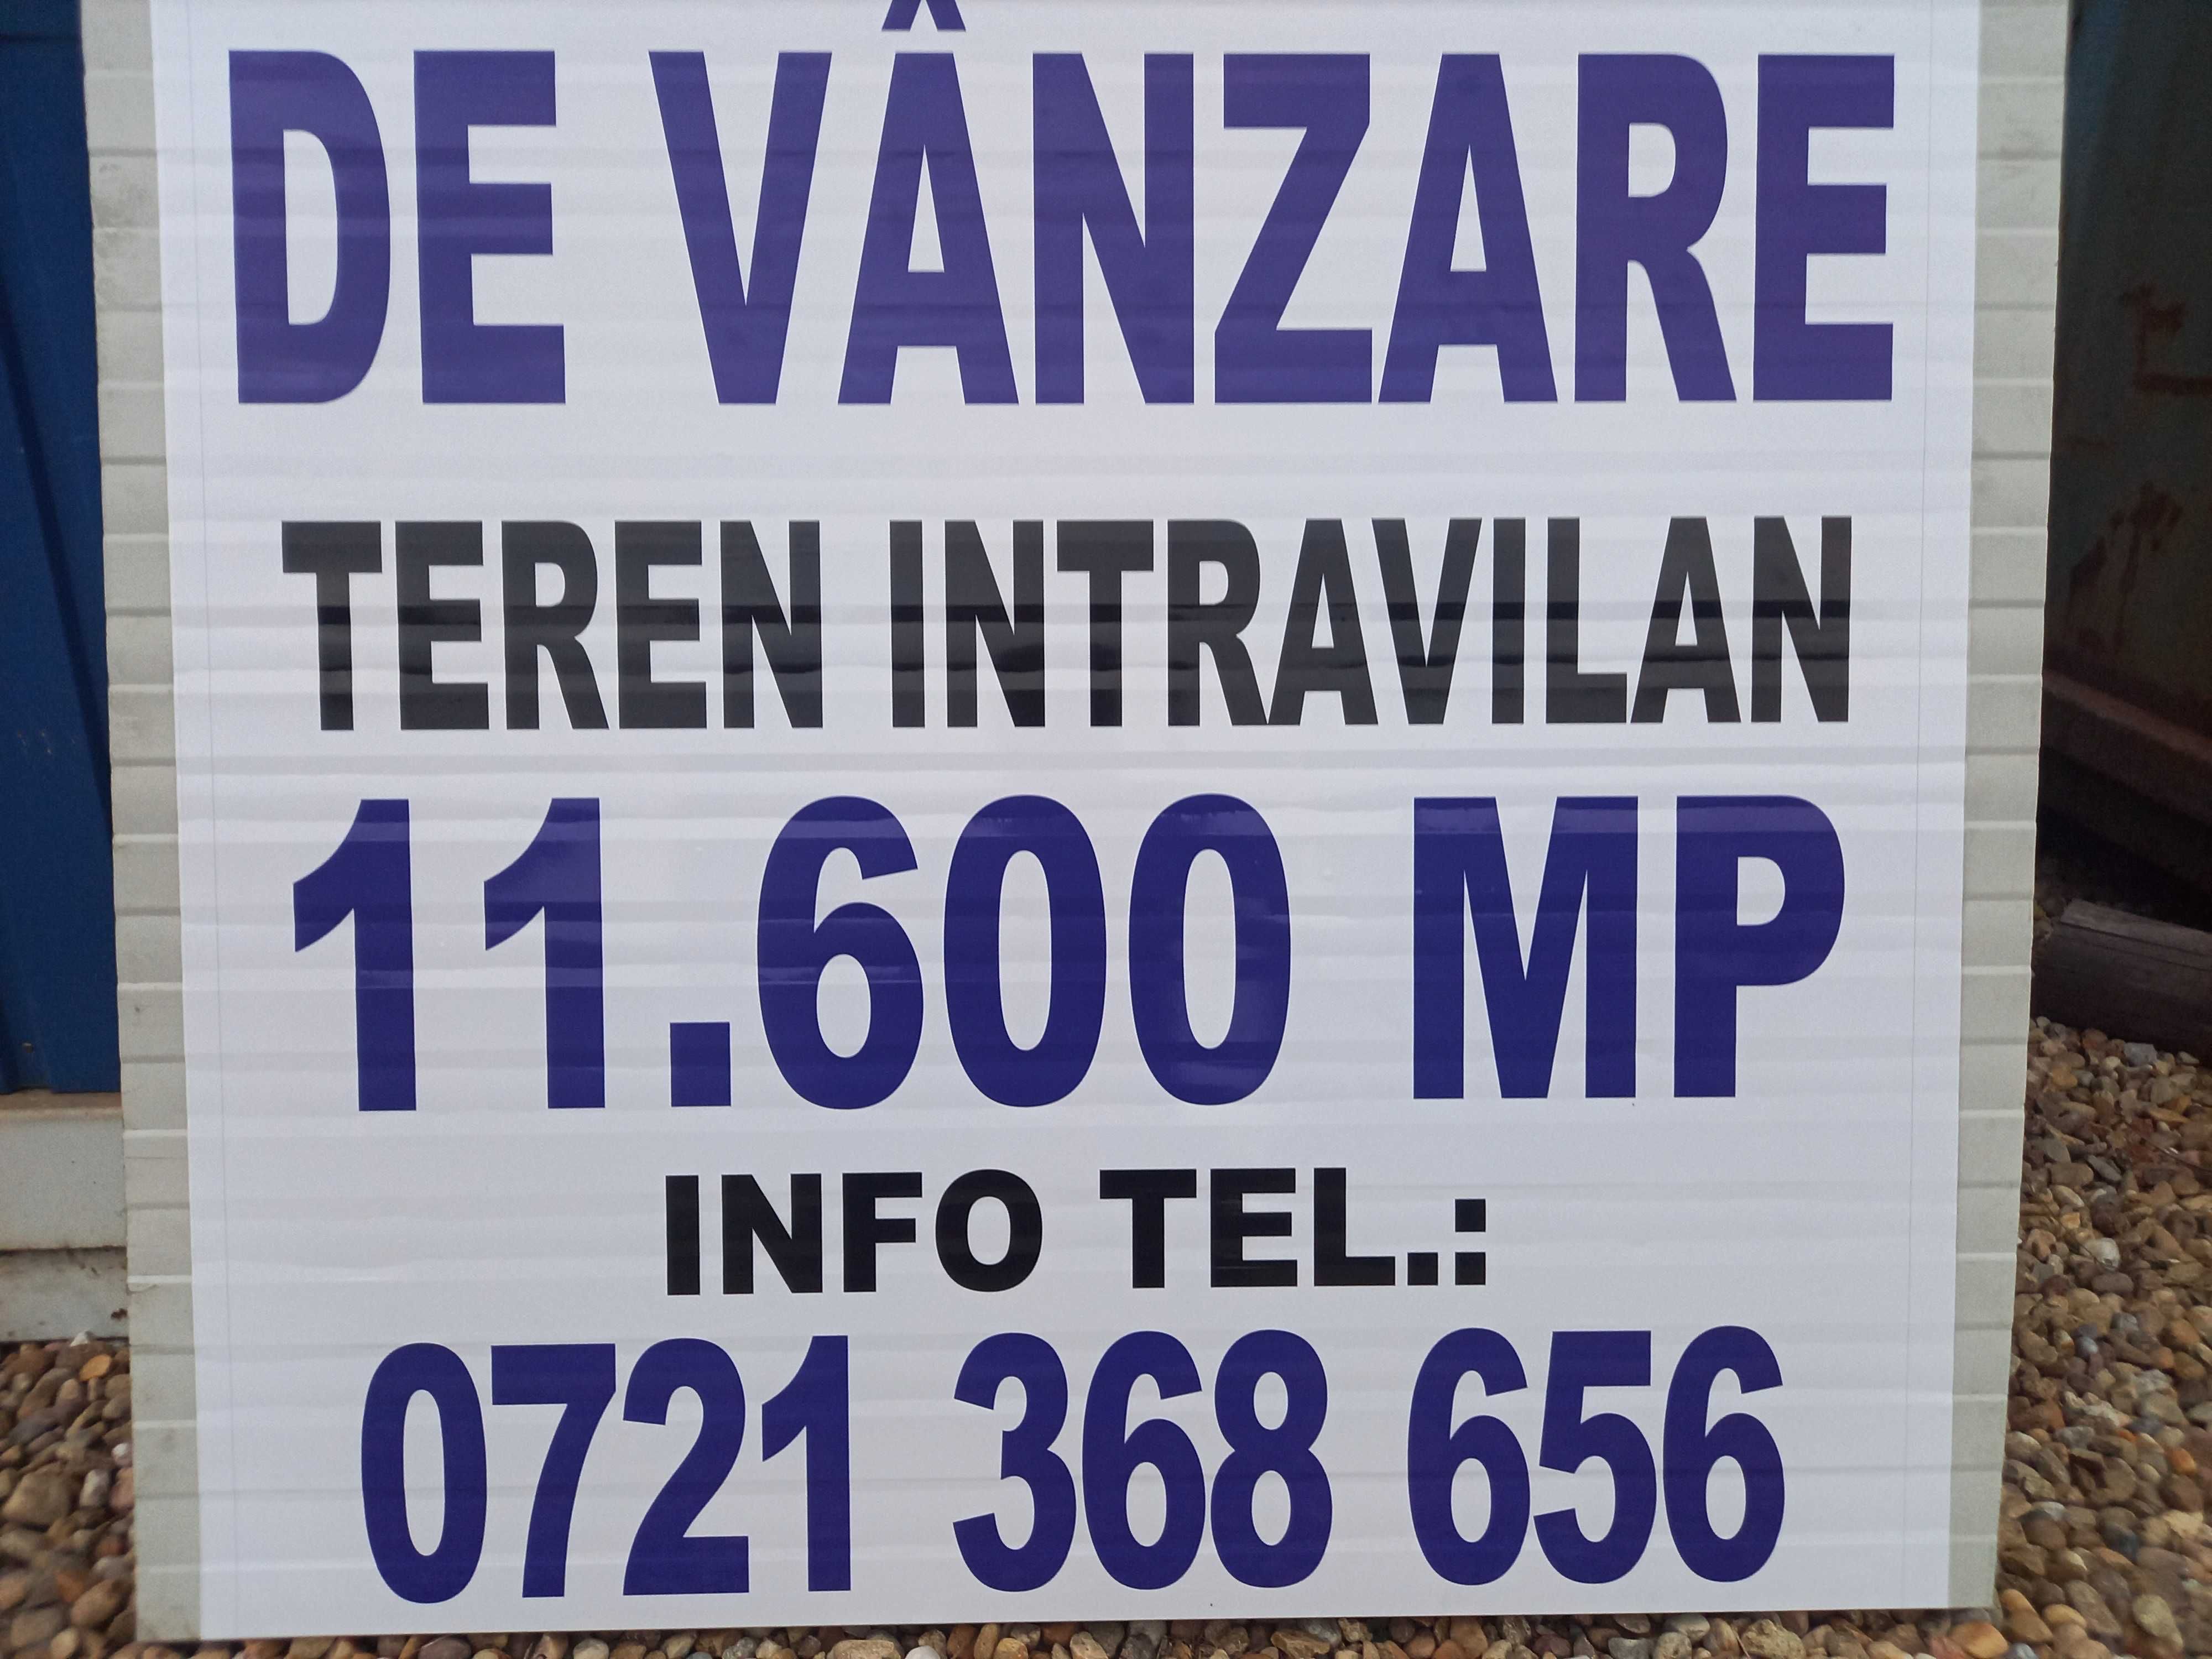 DE VÂNZARE
TEREN INTRAVILAN
11.600 MP
INFO TEL.:
0721 368 656